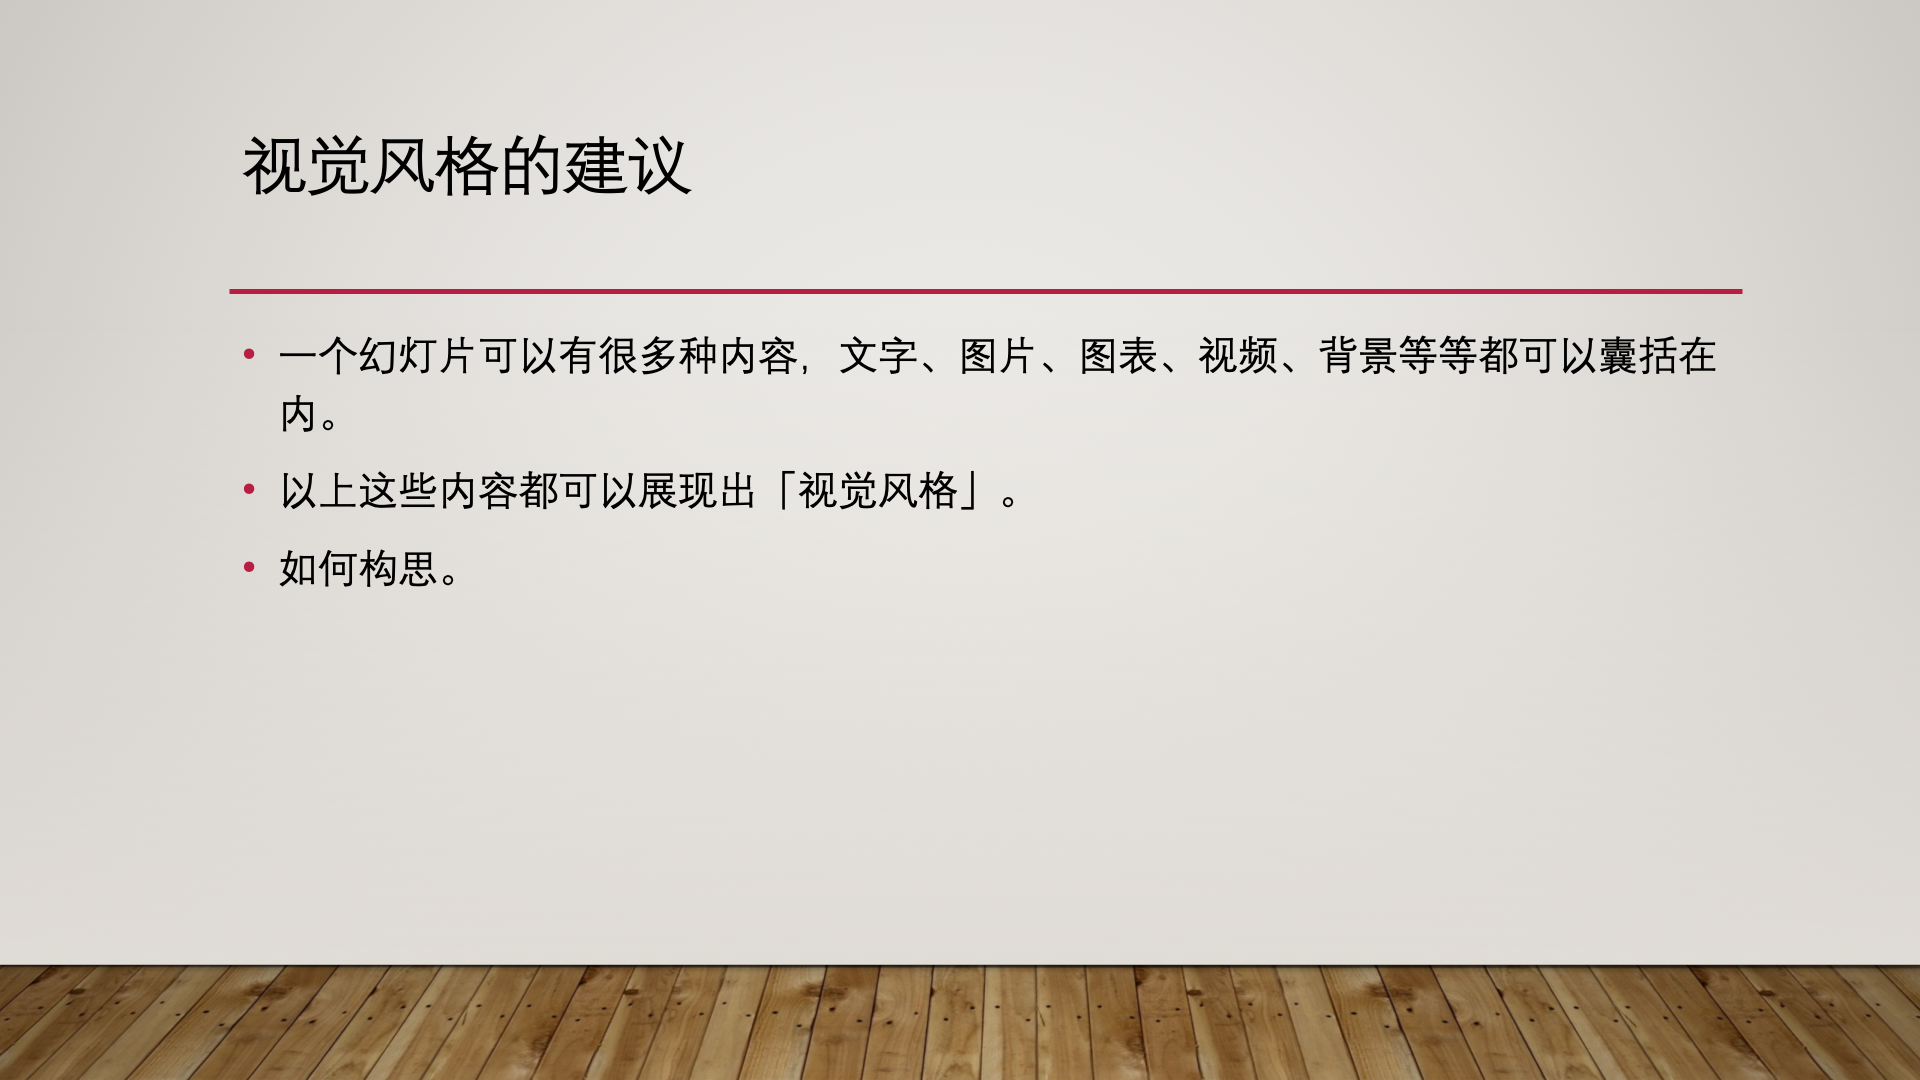 视觉风格的建议
• 一个幻灯片可以有很多种内容，文字、图片、图表、视频、背景等等都可以囊括在
内。
• 以上这些内容都可以展现出「视觉风格」。
• 如何构思。